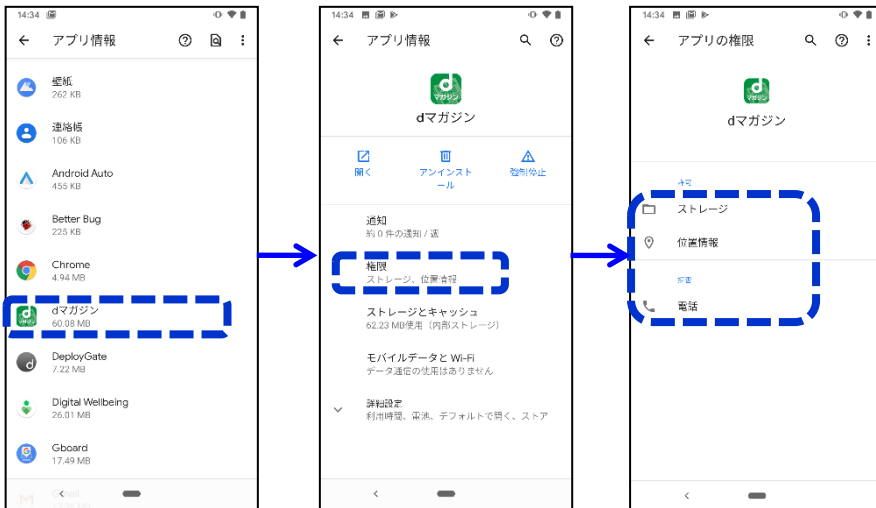 14:34
アプリ情報
壁紙
262 KB
連絡帳
106 KB
Android Auto
455 KB
Better Bug
225 KB
Chrome
4.94 MB
dマガジン
60.08 MB
DeployGate
7.22 MB
Digital Wellbeing
26.01 MB
Gboard
17.49 MB
Gmail
14:34
アプリ情報
d
マガジン
dマガジン
開く
アンインスト
ール
強制停止
通知
約 0 件の通知 / 週
権限
ストレージ、位置情報
ストレージとキャッシュ
62.23 MB使用（内部ストレージ）
モバイルデータと Wi-Fi
データ通信の使用はありません
詳細設定
利用時間、電池、デフォルトで開く、ストア
14:34
アプリの権限
d
マガジン
dマガジン
許可
ストレージ
位置情報
拒否
電話